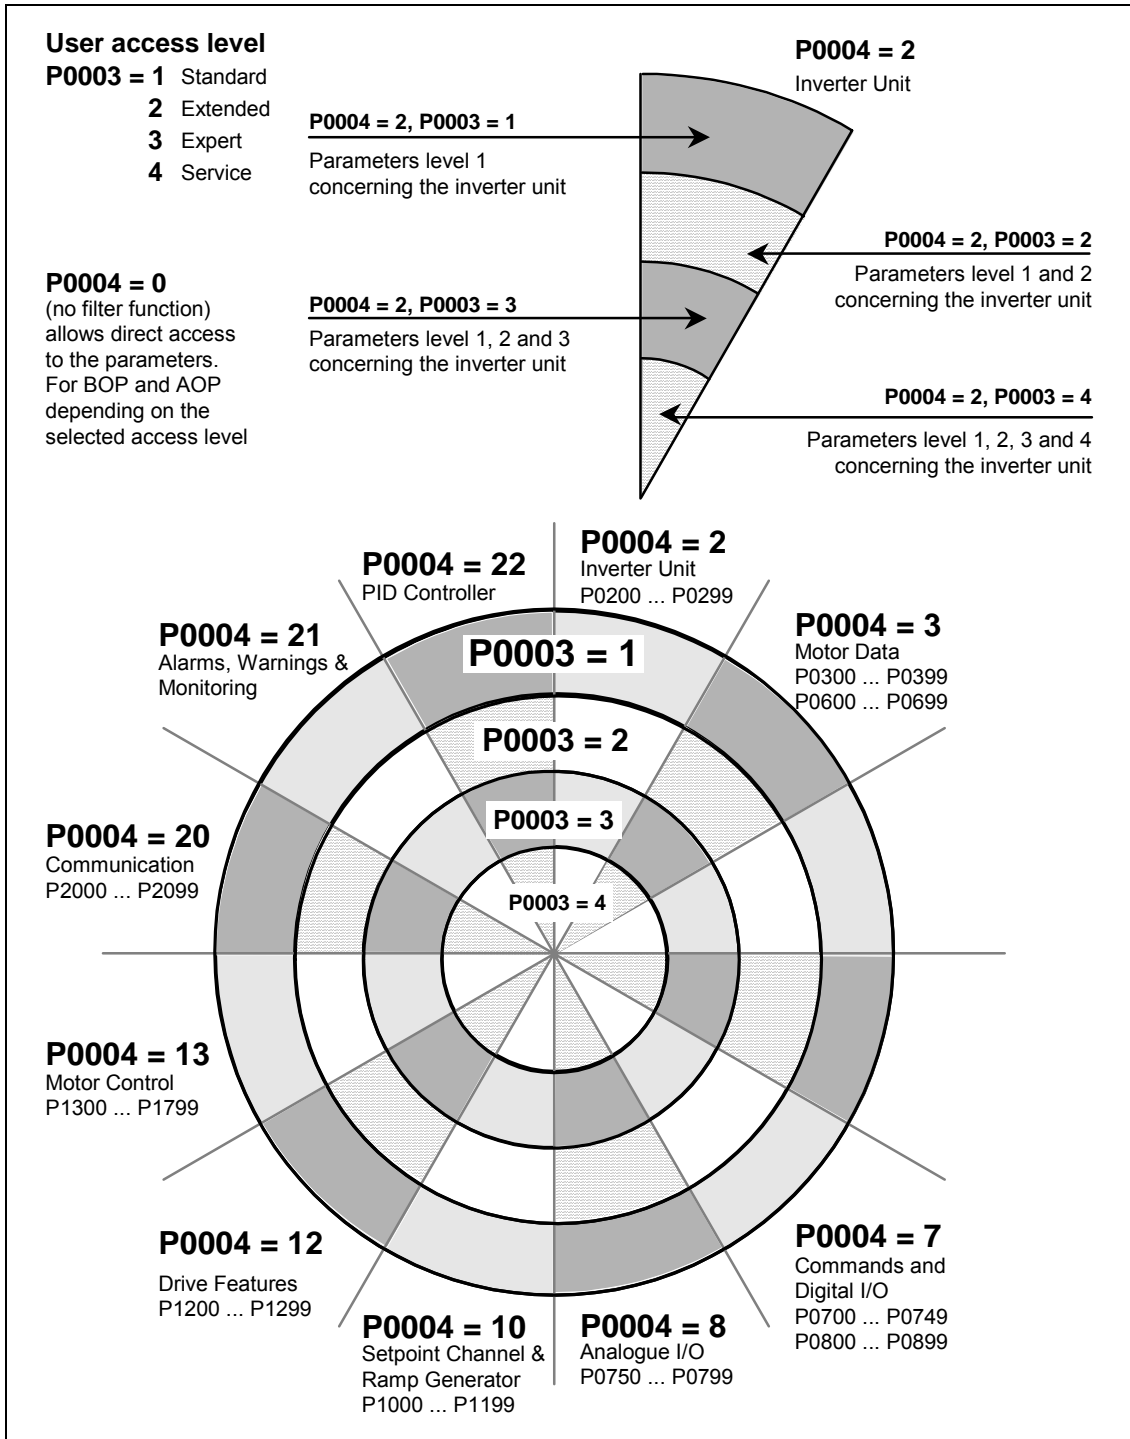 User access level
P0003 = 1 Standard
2 Extended
3 Expert
4 Service
P0004 = 2
Inverter Unit
P0004 = 2, P0003 = 1
Parameters level 1
concerning the inverter unit
P0004 = 2, P0003 = 2
Parameters level 1 and 2
concerning the inverter unit
P0004 = 0
(no filter function)
allows direct access
to the parameters.
For BOP and AOP
depending on the
selected access level
P0004 = 2, P0003 = 3
Parameters level 1, 2 and 3
concerning the inverter unit
P0004 = 2, P0003 = 4
Parameters level 1, 2, 3 and 4
concerning the inverter unit
P0004 = 22
PID Controller
P0004 = 2
Inverter Unit
P0200 ... P0299
P0004 = 21
Alarms, Warnings &
Monitoring
P0004 = 3
Motor Data
P0300 ... P0399
P0600 ... P0699
P0003 = 1
P0003 = 2
P0003 = 3
P0003 = 4
P0004 = 20
Communication
P2000 ... P2099
P0004 = 13
Motor Control
P1300 ... P1799
P0004 = 12
Drive Features
P1200 ... P1299
P0004 = 10
Setpoint Channel &
Ramp Generator
P1000 ... P1199
P0004 = 8
Analogue I/O
P0750 ... P0799
P0004 = 7
Commands and
Digital I/O
P0700 ... P0749
P0800 ... P0899